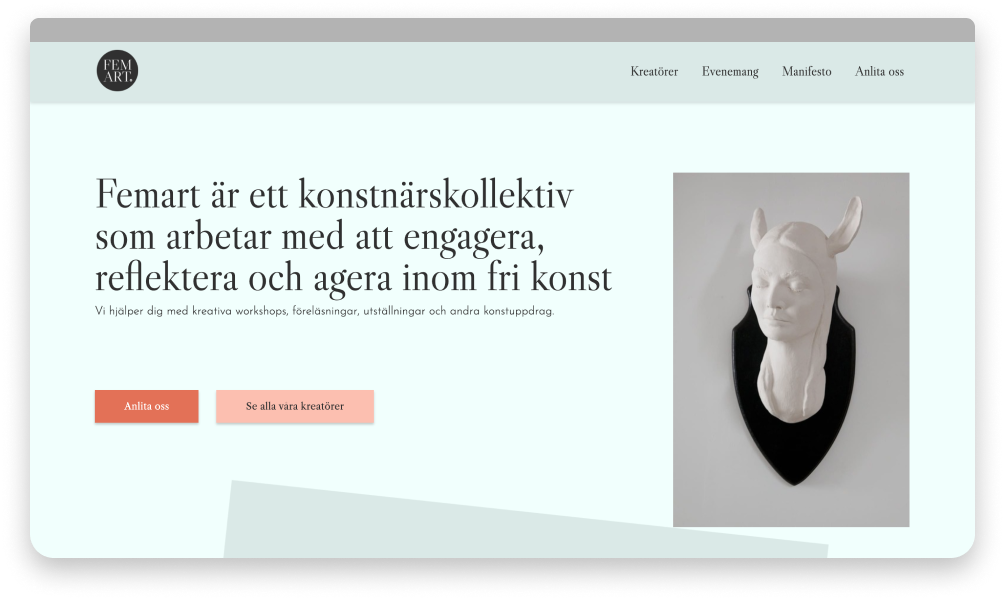 FEM
ART.
Kreatörer Evenemang Manifesto Anlita oss
Femart är ett konstnärskollektiv
som arbetar med att engagera,
reflektera och agera inom fri konst
Vi hjälper dig med kreativa workshops, föreläsningar, utställningar och andra konstuppdrag.
Anlita oss Se alla våra kreatörer